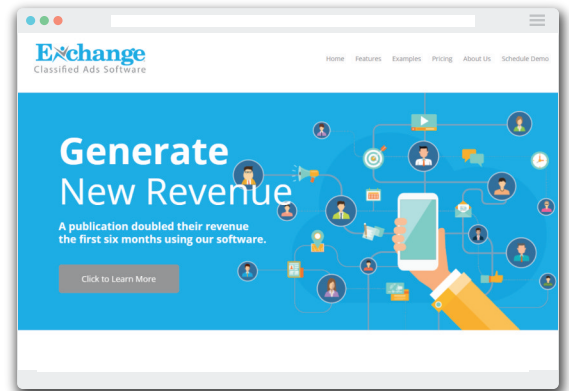 Exchange
Classified Ads Software
Home Features Examples Pricing About Us Schedule Demo
Generate
New Revenue
A publication doubled their revenue
the first six months using our software.
Click to Learn More